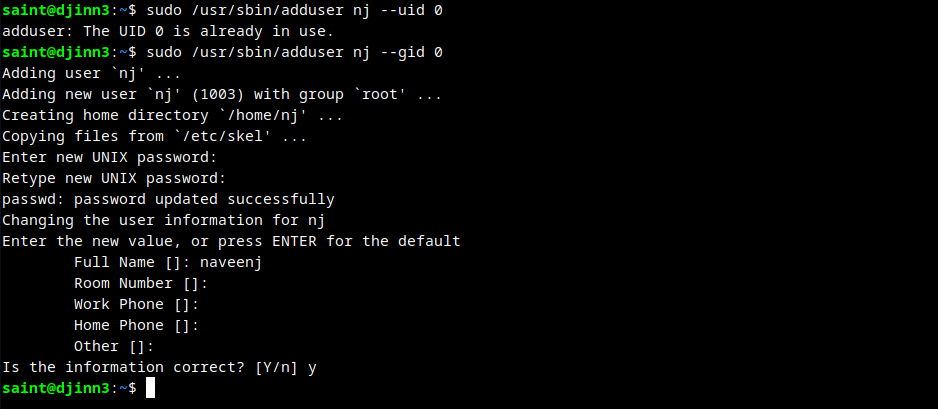 saint@djinn3:~$ sudo /usr/sbin/adduser nj --uid 0
adduser: The UID 0 is already in use.
saint@djinn3:~$ sudo /usr/sbin/adduser nj --gid 0
Adding user `nj' ...
Adding new user `nj' (1003) with group `root' ...
Creating home directory `/home/nj' ...
Copying files from `/etc/skel' ...
Enter new UNIX password:
Retype new UNIX password:
passwd: password updated successfully
Changing the user information for nj
Enter the new value, or press ENTER for the default
        Full Name []: naveenj
        Room Number []:
        Work Phone []:
        Home Phone []:
        Other []:
Is the information correct? [Y/n] y
saint@djinn3:~$